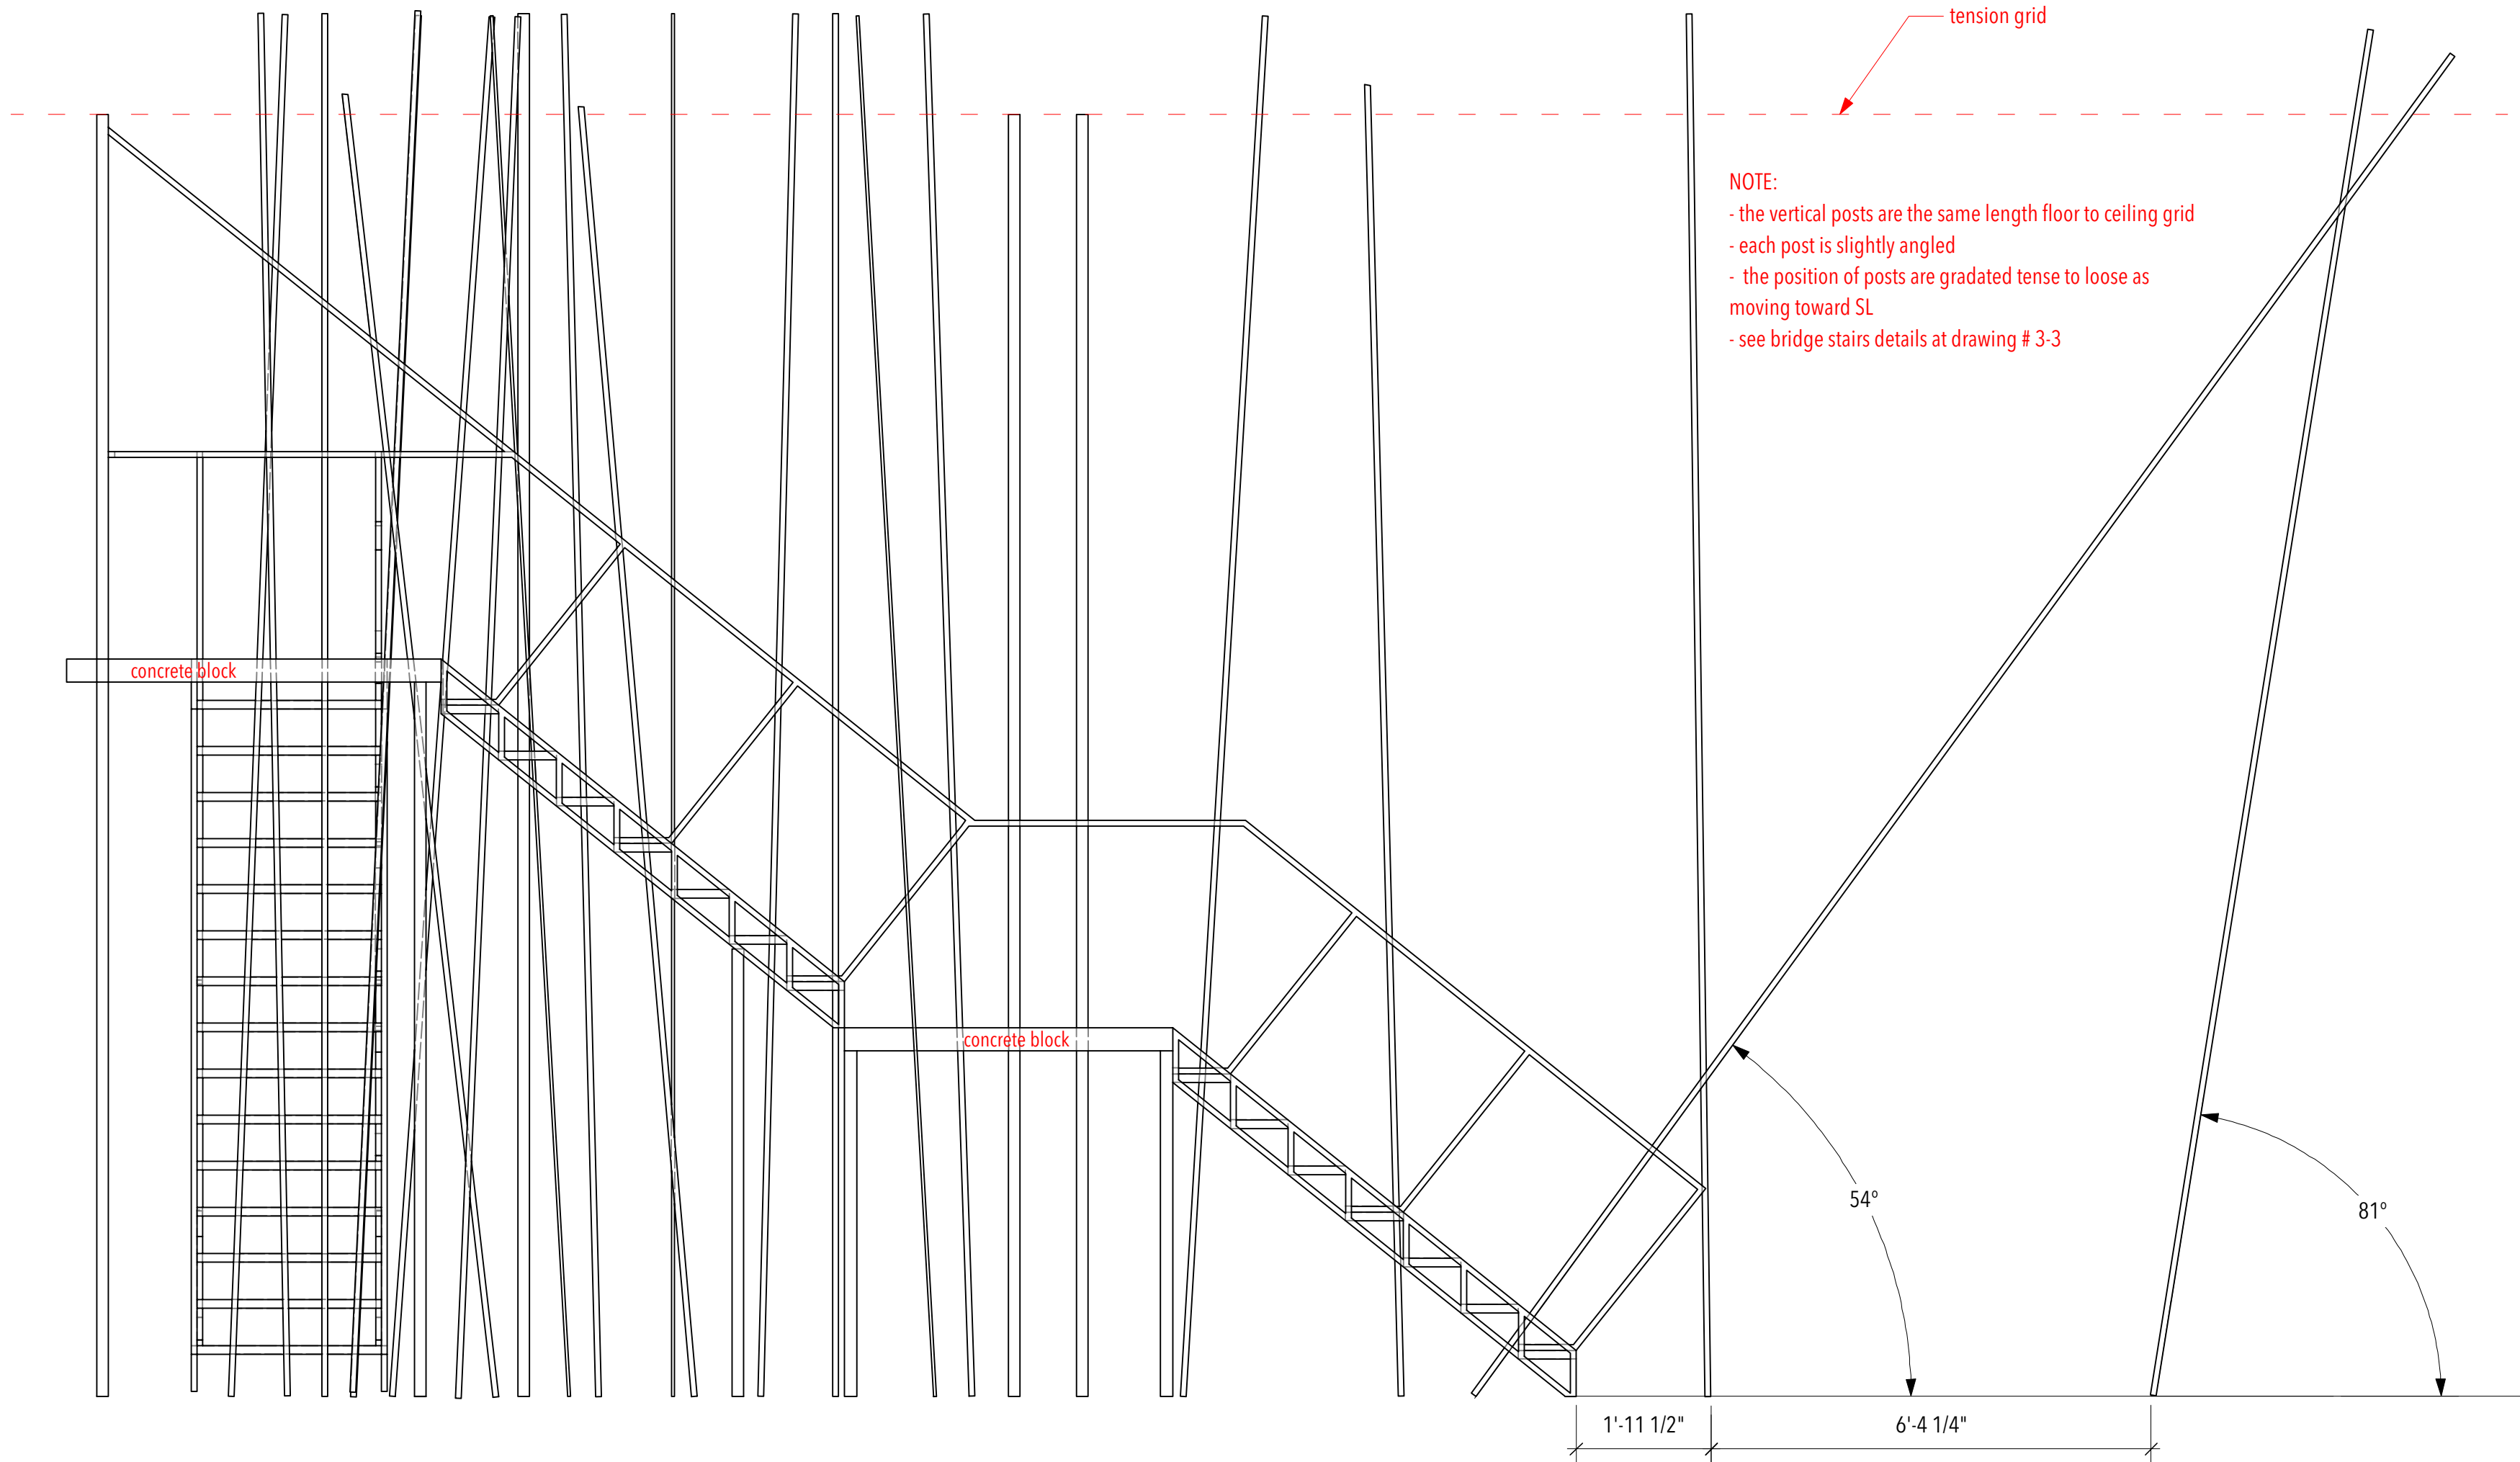 tension grid
NOTE:
- the vertical posts are the same length floor to ceiling grid
- each post is slightly angled
-  the position of posts are gradated tense to loose as
moving toward SL
- see bridge stairs details at drawing # 3-3
concrete block
concrete block
54º
81º
1'-11 1/2"
6'-4 1/4"